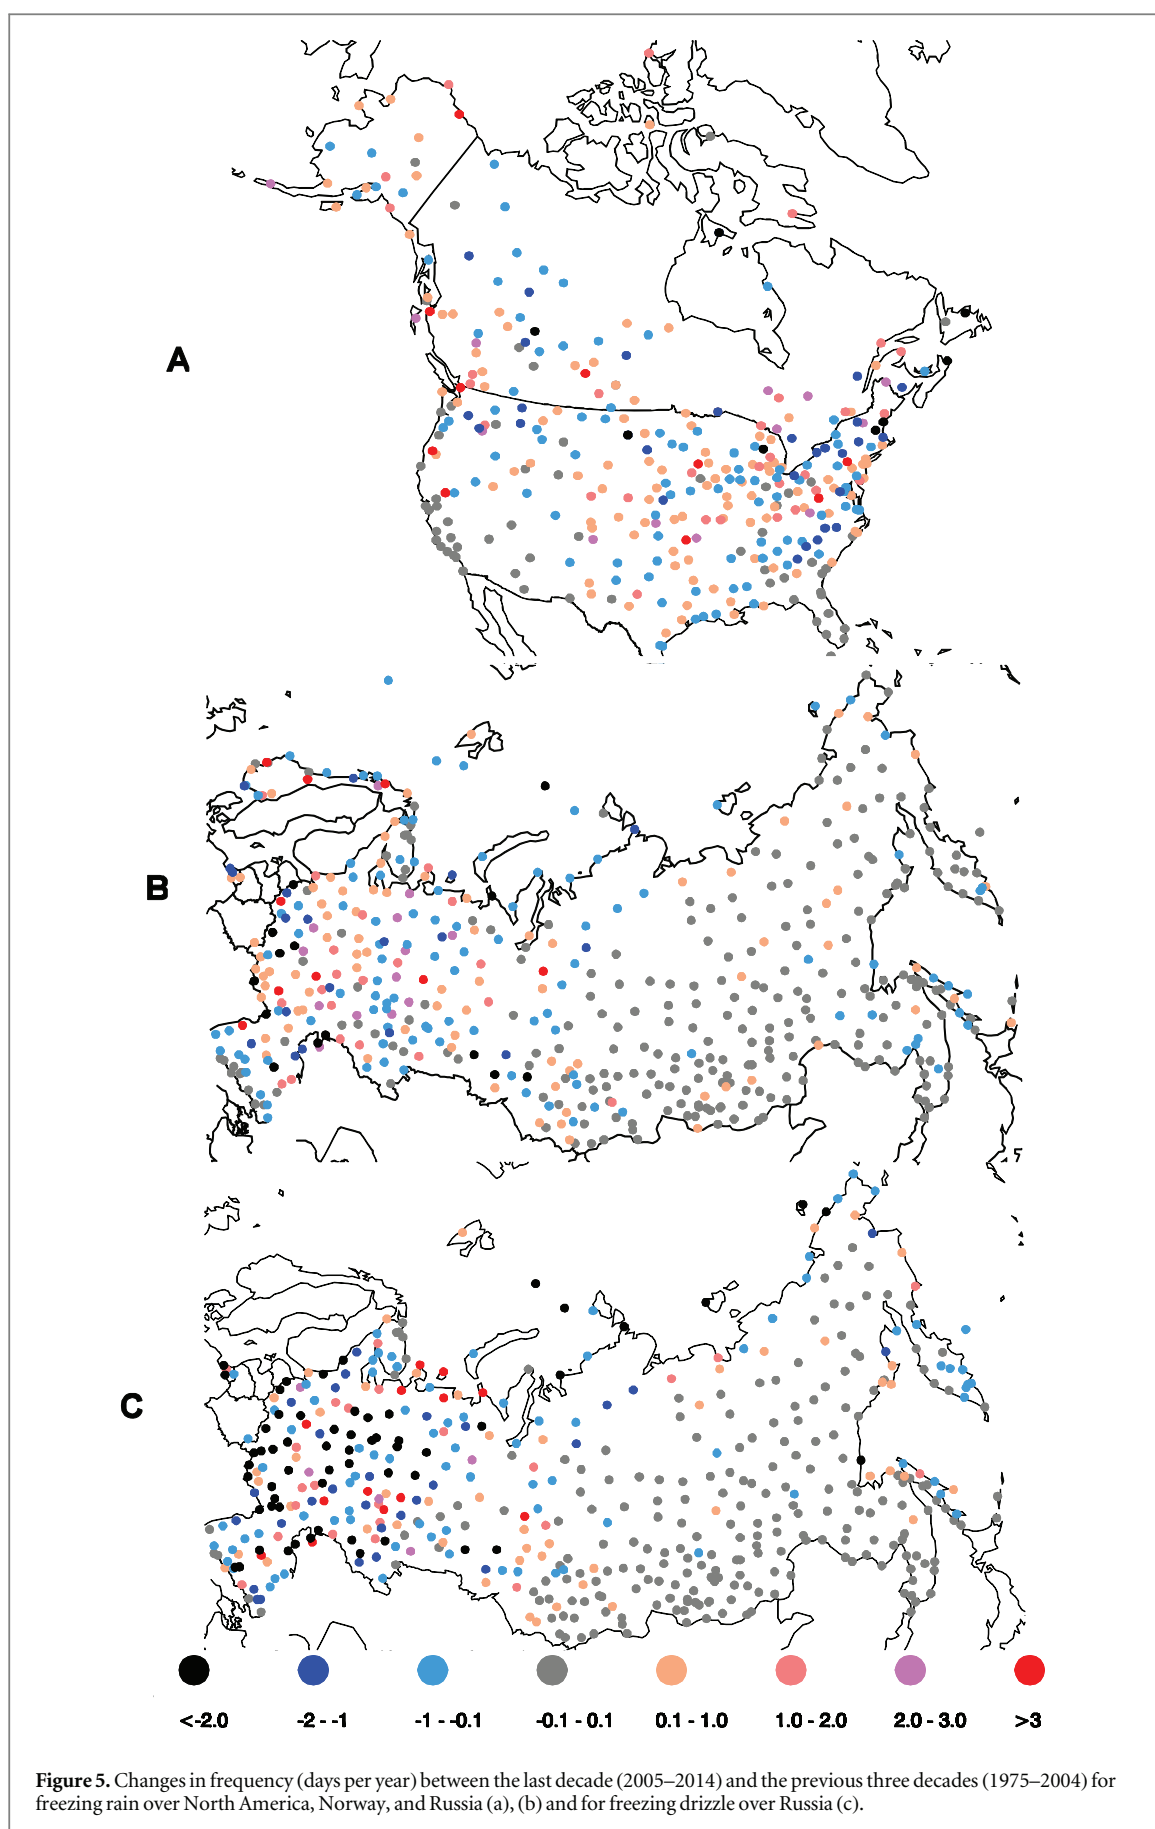 A
B
C
<-2.0 -2 - -1 -1 - -0.1 -0.1 - 0.1 0.1 - 1.0 1.0 - 2.0 2.0 - 3.0 >3
Figure 5. Changes in frequency (days per year) between the last decade (2005–2014) and the previous three decades (1975–2004) for
freezing rain over North America, Norway, and Russia (a), (b) and for freezing drizzle over Russia (c).